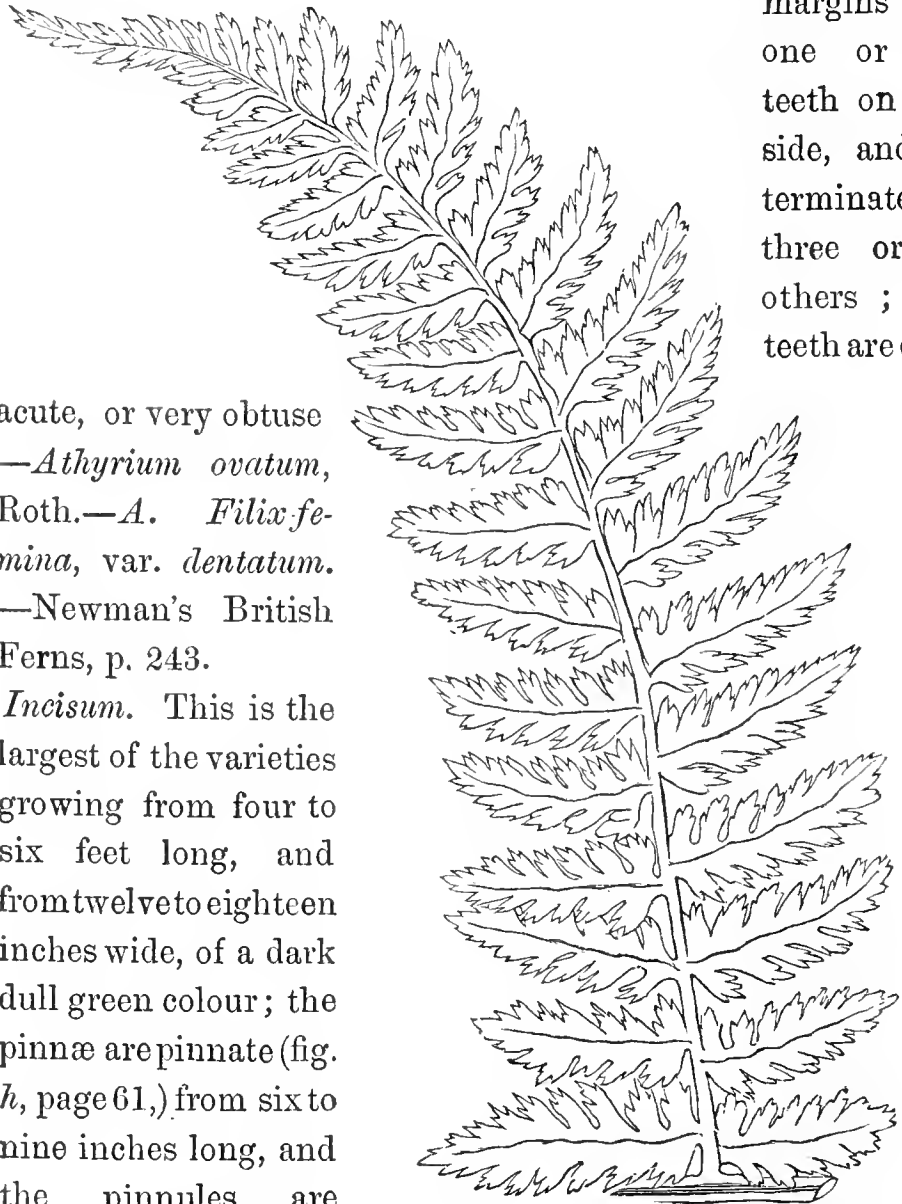 margins
one or
teeth on
side, and
terminate
three or
others ;
teeth are
acute, or very obtuse
—Athyrium ovatum,
Roth.—A. Filix-fe-
mina, var. dentatum.
—Newman's British
Ferns, p. 243.
Incisum. This is the
largest of the varieties
growing from four to
six feet long, and
from twelve to eighteen
inches wide, of a dark
dull green colour; the
pinnæ are pinnate (fig.
h, page 61,) from six to
nine inches long, and
the pinnules are